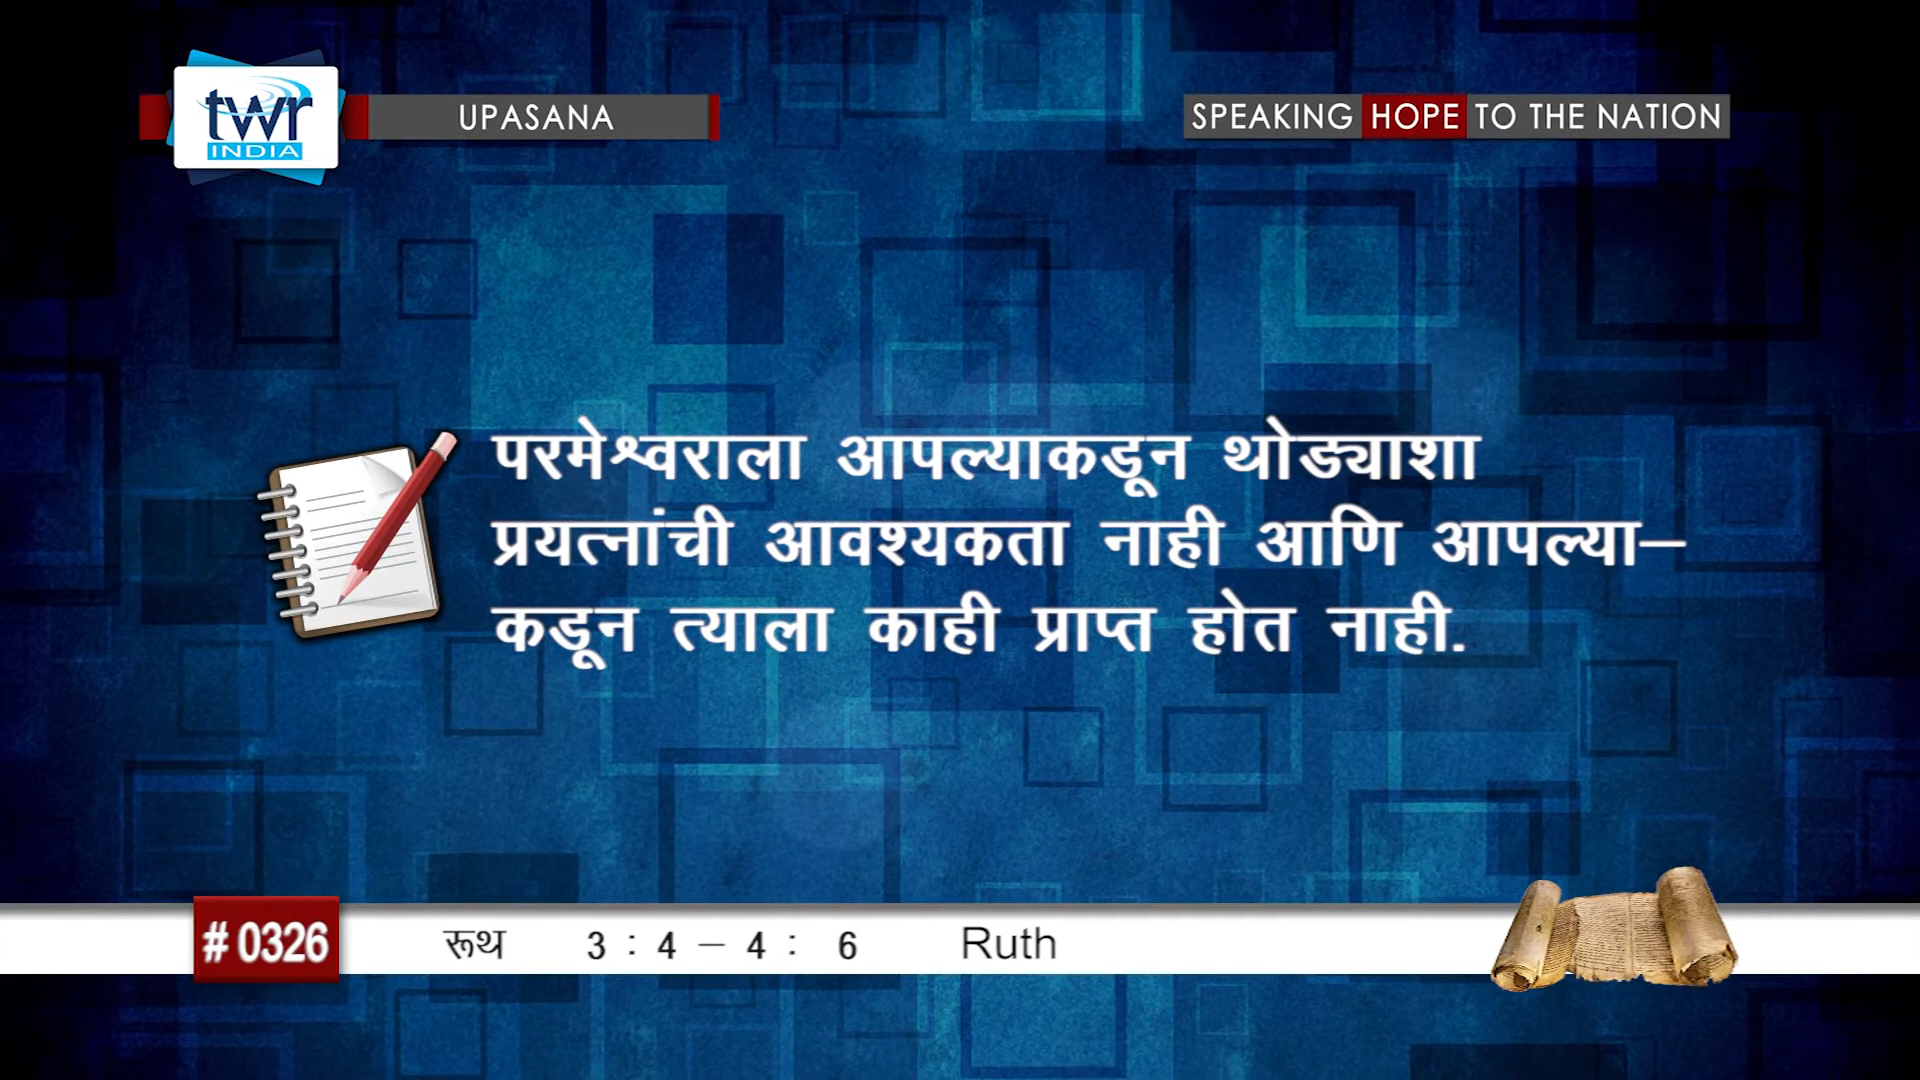 twr
INDIA
UPASANA
SPEAKING HOPE TO THE NATION
परमेश्वराला आपल्याकडून थोड्याशा
प्रयत्नांची आवश्यकता नाही आणि आपल्या–
कडून त्याला काही प्राप्त होत नाही.
# 0326 रूथ 3 : 4 – 4 : 6 Ruth